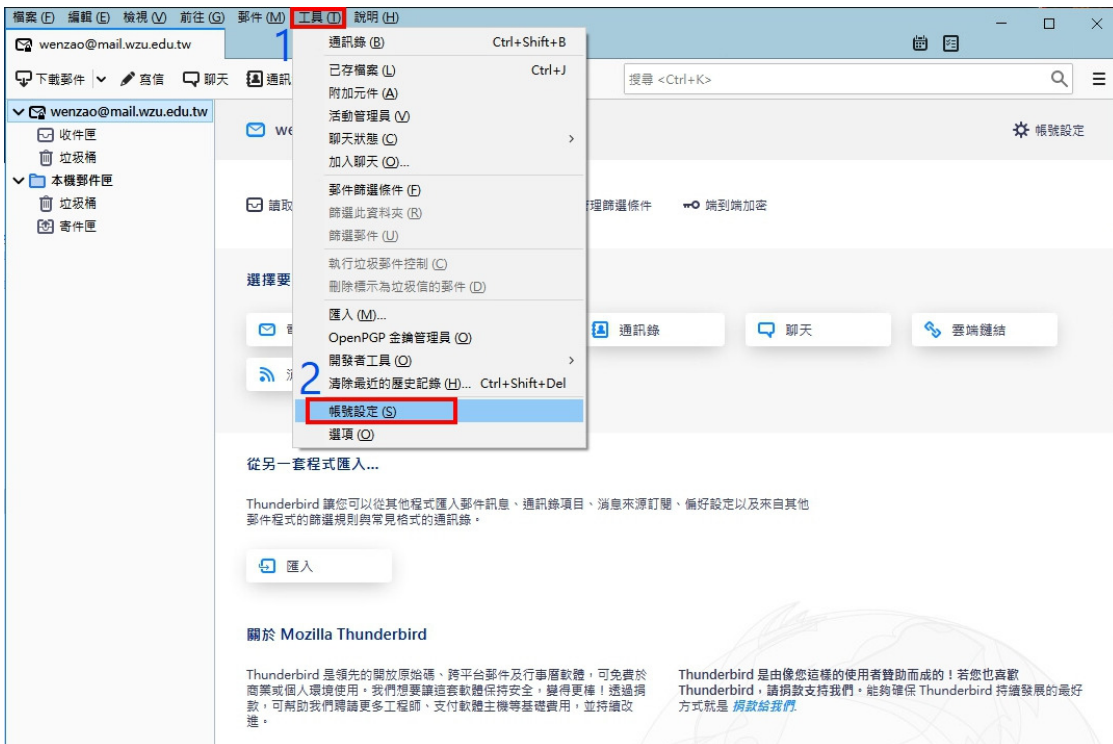 檔案(F) 編輯(E) 檢視(V) 前往(G) 郵件(M) 工具(T) 說明(H)
1
wenzao@mail.wzu.edu.tw
下載郵件 寫信 聊天 通訊 搜尋 <Ctrl+K>
通訊錄(B) Ctrl+Shift+B
已存檔案(L) Ctrl+J
附加元件(A)
活動管理員(V)
聊天狀態(C)
加入聊天(O)...
郵件篩選條件(F)
篩選此資料夾(R)
篩選郵件(U)
執行垃圾郵件控制(C)
刪除標示為垃圾信的郵件(D)
匯入(M)...
OpenPGP 金鑰管理員(O)
開發者工具(O)
清除最近的歷史記錄(H)... Ctrl+Shift+Del
2
帳號設定(S)
選項(O)
wenzao@mail.wzu.edu.tw
收件匣
垃圾桶
本機郵件匣
垃圾桶
寄件匣
we 帳號設定
讀取 理篩選條件 端到端加密
選擇要
通訊錄 聊天 雲端鏈結
從另一套程式匯入...
Thunderbird 讓您可以從其他程式匯入郵件訊息、通訊錄項目、消息來源訂閱、偏好設定以及來自其他
郵件程式的篩選規則與常見格式的通訊錄。
匯入
關於 Mozilla Thunderbird
Thunderbird 是領先的開放原始碼、跨平台郵件及行事曆軟體，可免費於
商業或個人環境使用。我們想要讓這套軟體保持安全，變得更棒！透過捐
款，可幫助我們聘請更多工程師、支付軟體主機等基礎費用，並持續改
進。
Thunderbird 是由像您這樣的使用者贊助而成的！若您也喜歡
Thunderbird，請捐款支持我們。能夠確保 Thunderbird 持續發展的最好
方式就是 捐款給我們.